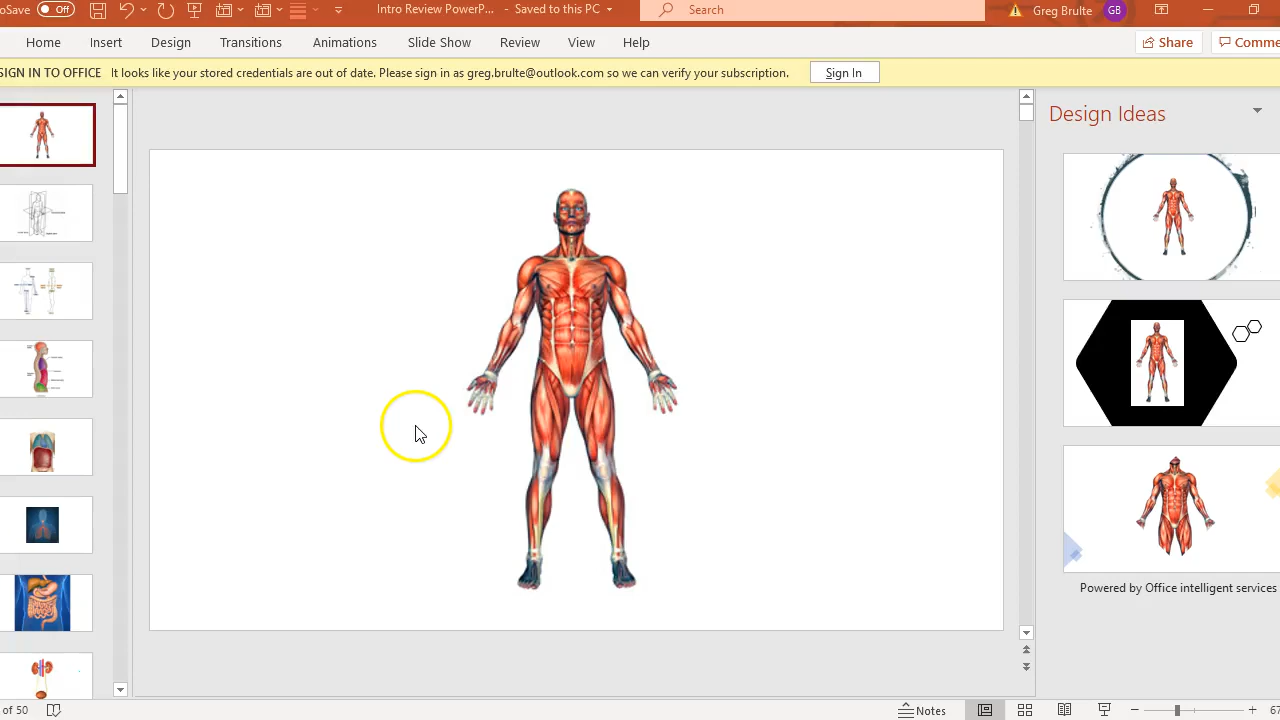 oSave Off Intro Review PowerP... - Saved to this PC Search Greg Brulte GB
Home Insert Design Transitions Animations Slide Show Review View Help Share Comme
SIGN IN TO OFFICE It looks like your stored credentials are out of date. Please sign in as greg.brulte@outlook.com so we can verify your subscription. Sign In
Design Ideas
Powered by Office intelligent services
of 50 Notes 67